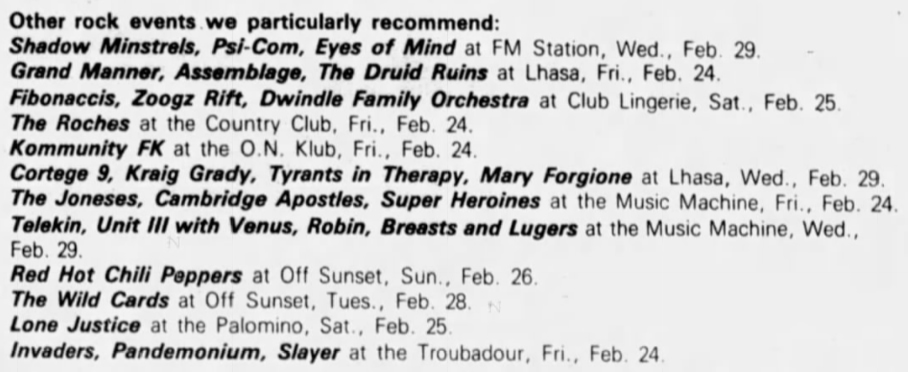 Other rock events we particularly recommend:
Shadow Minstrels, Psi-Com, Eyes of Mind at FM Station, Wed., Feb. 29.
Grand Manner, Assemblage, The Druid Ruins at Lhasa, Fri., Feb. 24.
Fibonaccis, Zoogz Rift, Dwindle Family Orchestra at Club Lingerie, Sat., Feb. 25.
The Roches at the Country Club, Fri., Feb. 24.
Kommunity FK at the O.N. Klub, Fri., Feb. 24.
Cortege 9, Kraig Grady, Tyrants in Therapy, Mary Forgione at Lhasa, Wed., Feb. 29.
The Joneses, Cambridge Apostles, Super Heroines at the Music Machine, Fri., Feb. 24.
Telekin, Unit III with Venus, Robin, Breasts and Lugers at the Music Machine, Wed.,
Feb. 29.
Red Hot Chili Peppers at Off Sunset, Sun., Feb. 26.
The Wild Cards at Off Sunset, Tues., Feb. 28.
Lone Justice at the Palomino, Sat., Feb. 25.
Invaders, Pandemonium, Slayer at the Troubadour, Fri., Feb. 24.